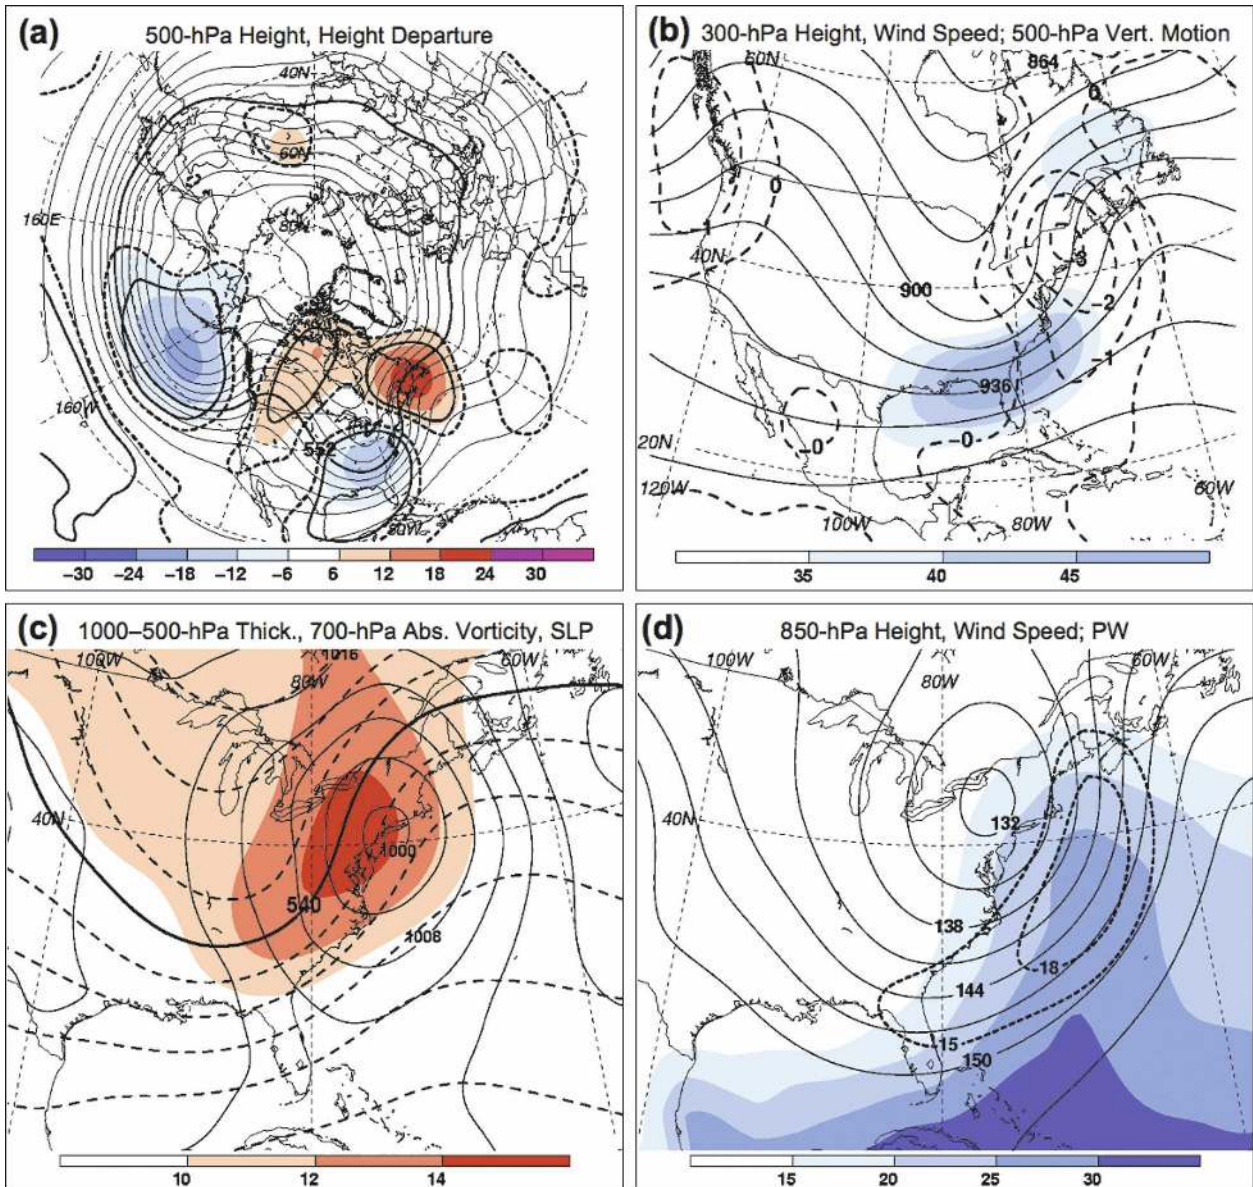 (a) 500-hPa Height, Height Departure
40N
60N
80N
160E
160W
552
80W
−30 −24 −18 −12 −6 6 12 18 24 30
(b) 300-hPa Height, Wind Speed; 500-hPa Vert. Motion
60N
864
0
0
−1
40N
−3
900
−2
−1
936
−0
−0
20N
120W
100W
80W
60W
35 40 45
(c) 1000–500-hPa Thick., 700-hPa Abs. Vorticity, SLP
1016
100W
80W
60W
40N
1000
540
1008
10 12 14
(d) 850-hPa Height, Wind Speed; PW
100W
80W
60W
40N
132
138
18
144
15
150
15 20 25 30